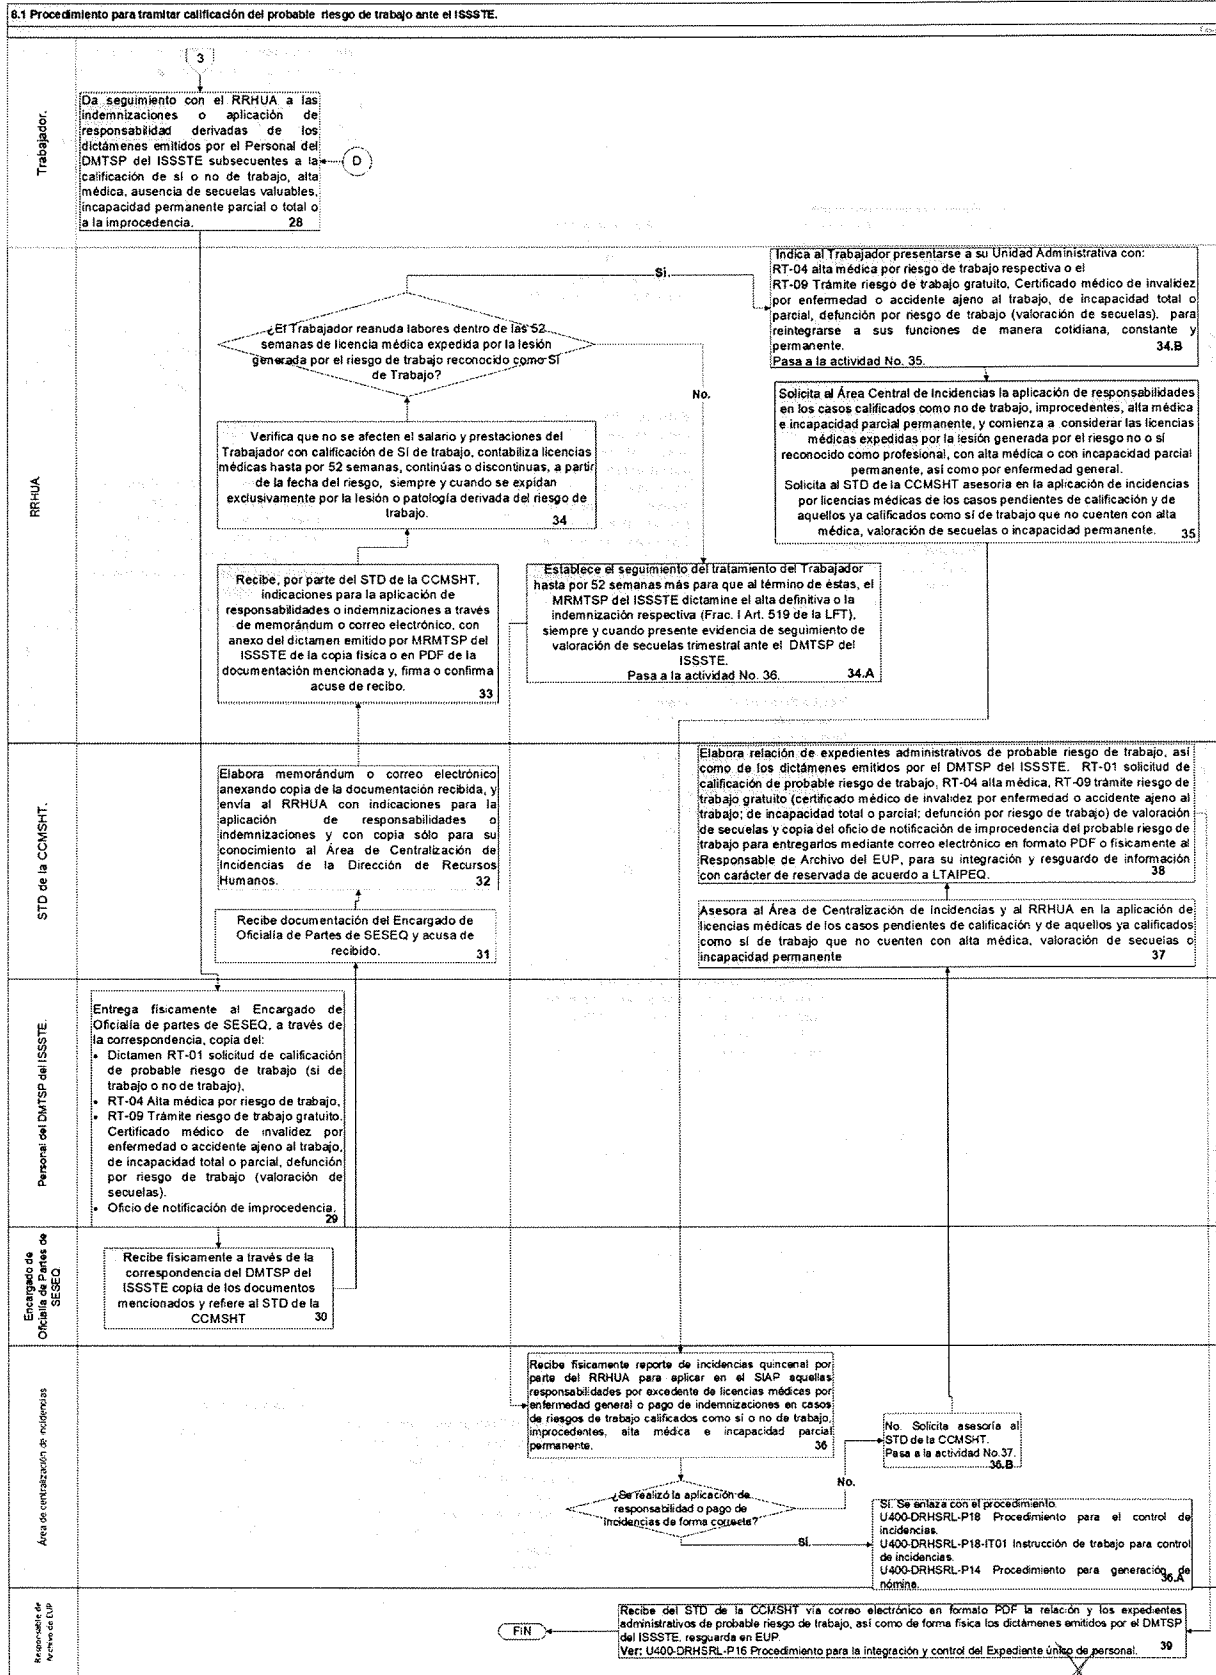 8.1 Procedimiento para tramitar calificación del probable riesgo de trabajo ante el ISSSTE.
Trabajador.
3
Da seguimiento con el RRHUA a las
indemnizaciones o aplicación de
responsabilidad derivadas de los
dictámenes emitidos por el Personal del
DMTSP del ISSSTE subsecuentes a la
calificación de sí o no de trabajo, alta
médica, ausencia de secuelas valuables,
incapacidad permanente parcial o total o
a la improcedencia. 28
D
RRHUA
¿El Trabajador reanuda labores dentro de las 52
semanas de licencia médica expedida por la lesión
generada por el riesgo de trabajo reconocido como Sí
de Trabajo?
Sí.
No.
Indica al Trabajador presentarse a su Unidad Administrativa con:
RT-04 alta médica por riesgo de trabajo respectiva o el
RT-09 Trámite riesgo de trabajo gratuito, Certificado médico de invalidez
por enfermedad o accidente ajeno al trabajo, de incapacidad total o
parcial, defunción por riesgo de trabajo (valoración de secuelas). para
reintegrarse a sus funciones de manera cotidiana, constante y
permanente.
34.B
Pasa a la actividad No. 35.
Verifica que no se afecten el salario y prestaciones del
Trabajador con calificación de SI de trabajo, contabiliza licencias
médicas hasta por 52 semanas, continúas o discontinuas, a partir
de la fecha del riesgo, siempre y cuando se expidan
exclusivamente por la lesión o patología derivada del riesgo de
trabajo.
34
Solicita al Área Central de Incidencias la aplicación de responsabilidades
en los casos calificados como no de trabajo, improcedentes, alta médica
e incapacidad parcial permanente, y comienza a considerar las licencias
médicas expedidas por la lesión generada por el riesgo no o sí
reconocido como profesional, con alta médica o con incapacidad parcial
permanente, así como por enfermedad general.
Solicita al STD de la CCMSHT asesoría en la aplicación de incidencias
por licencias médicas de los casos pendientes de calificación y de
aquellos ya calificados como sí de trabajo que no cuenten con alta
médica, valoración de secuelas o incapacidad permanente. 35
Recibe, por parte del STD de la CCMSHT,
indicaciones para la aplicación de
responsabilidades o indemnizaciones a través
de memorándum o correo electrónico, con
anexo del dictamen emitido por MRMTSP del
ISSSTE de la copia física o en PDF de la
documentación mencionada y, firma o confirma
acuse de recibo.
33
Establece el seguimiento del tratamiento del Trabajador
hasta por 52 semanas más para que al término de éstas, el
MRMTSP del ISSSTE dictamine el alta definitiva o la
indemnización respectiva (Frac. I Art. 519 de la LFT),
siempre y cuando presente evidencia de seguimiento de
valoración de secuelas trimestral ante el DMTSP del
ISSSTE.
Pasa a la actividad No. 36. 34.A
STD de la CCMSHT.
Elabora memorándum o correo electrónico
anexando copia de la documentación recibida, y
envía al RRHUA con indicaciones para la
aplicación de responsabilidades o
indemnizaciones y con copia sólo para su
conocimiento al Área de Centralización de
Incidencias de la Dirección de Recursos
Humanos. 32
Recibe documentación del Encargado de
Oficialía de Partes de SESEQ y acusa de
recibido. 31
Elabora relación de expedientes administrativos de probable riesgo de trabajo, así
como de los dictámenes emitidos por el DMTSP del ISSSTE. RT-01 solicitud de
calificación de probable riesgo de trabajo, RT-04 alta médica, RT-09 trámite riesgo de
trabajo gratuito (certificado médico de invalidez por enfermedad o accidente ajeno al
trabajo; de incapacidad total o parcial; defunción por riesgo de trabajo) de valoración
de secuelas y copia del oficio de notificación de improcedencia del probable riesgo de
trabajo para entregarlos mediante correo electrónico en formato PDF o físicamente al
Responsable de Archivo del EUP, para su integración y resguardo de información
con carácter de reservada de acuerdo a LTAIPEQ. 38
Asesora al Área de Centralización de Incidencias y al RRHUA en la aplicación de
licencias médicas de los casos pendientes de calificación y de aquellos ya calificados
como sí de trabajo que no cuenten con alta médica, valoración de secuelas o
incapacidad permanente 37
Personal del DMTSP del ISSSTE.
Entrega físicamente al Encargado de
Oficialía de partes de SESEQ, a través de
la correspondencia, copia del:
• Dictamen RT-01 solicitud de calificación
de probable riesgo de trabajo (si de
trabajo o no de trabajo),
• RT-04 Alta médica por riesgo de trabajo,
• RT-09 Trámite riesgo de trabajo gratuito.
Certificado médico de invalidez por
enfermedad o accidente ajeno al trabajo,
de incapacidad total o parcial, defunción
por riesgo de trabajo (valoración de
secuelas).
• Oficio de notificación de improcedencia.
29
Encargado de
Oficialía de Partes de
SESEQ
Recibe físicamente a través de la
correspondencia del DMTSP del
ISSSTE copia de los documentos
mencionados y refiere al STD de la
CCMSHT 30
Área de centralización de incidencias
Recibe físicamente reporte de incidencias quincenal por
parte del RRHUA para aplicar en el SIAP aquellas
responsabilidades por excedente de licencias médicas por
enfermedad general o pago de indemnizaciones en casos
de riesgos de trabajo calificados como sí o no de trabajo,
improcedentes, alta médica e incapacidad parcial
permanente. 36
¿Se realizó la aplicación de
responsabilidad o pago de
incidencias de forma correcta?
No.
Sí.
No. Solicita asesoría al
STD de la CCMSHT.
Pasa a la actividad No.37.
36.B
Sí. Se enlaza con el procedimiento.
U400-DRHSRL-P18 Procedimiento para el control de
incidencias.
U400-DRHSRL-P18-IT01 Instrucción de trabajo para control
de incidencias.
U400-DRHSRL-P14 Procedimiento para generación de
nómina. 36.A
Responsable de
Archivo de EUP
FIN
Recibe del STD de la CCMSHT vía correo electrónico en formato PDF la relación y los expedientes
administrativos de probable riesgo de trabajo, así como de forma física los dictámenes emitidos por el DMTSP
del ISSSTE, resguarda en EUP.
Ver: U400-DRHSRL-P16 Procedimiento para la integración y control del Expediente único de personal. 39